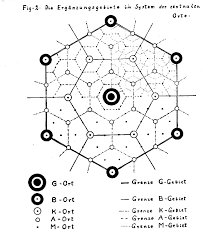 Fig. 2. Die Ergänzungsgebiete im System der zentralen
Orte.
G - Ort
B - Ort
K - Ort
A - Ort
M - Ort
Grenze G-Gebiet
Grenze B-Gebiet
Grenze K-Gebiet
Grenze A-Gebiet
Grenze M-Gebiet